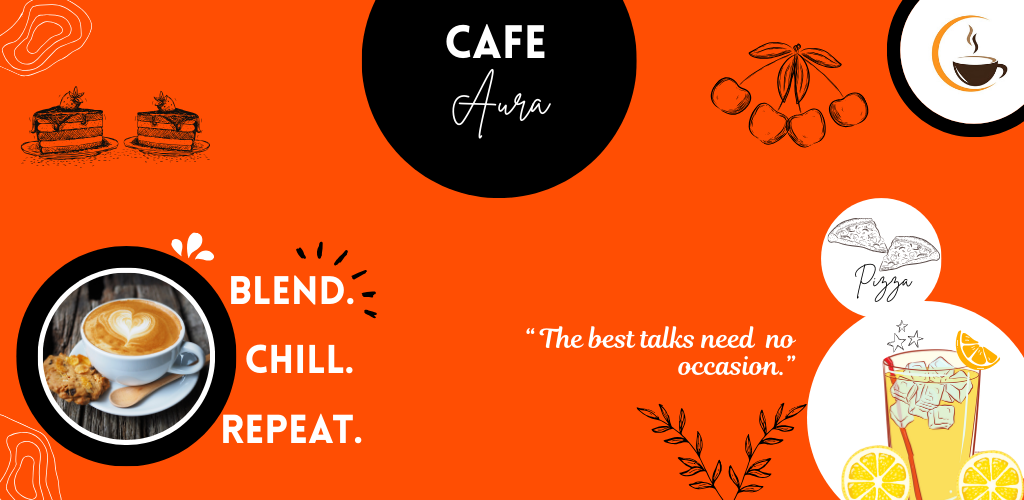 CAFE
Aura
BLEND.
CHILL.
REPEAT.
“ The best talks need no
occasion.”
Pizza